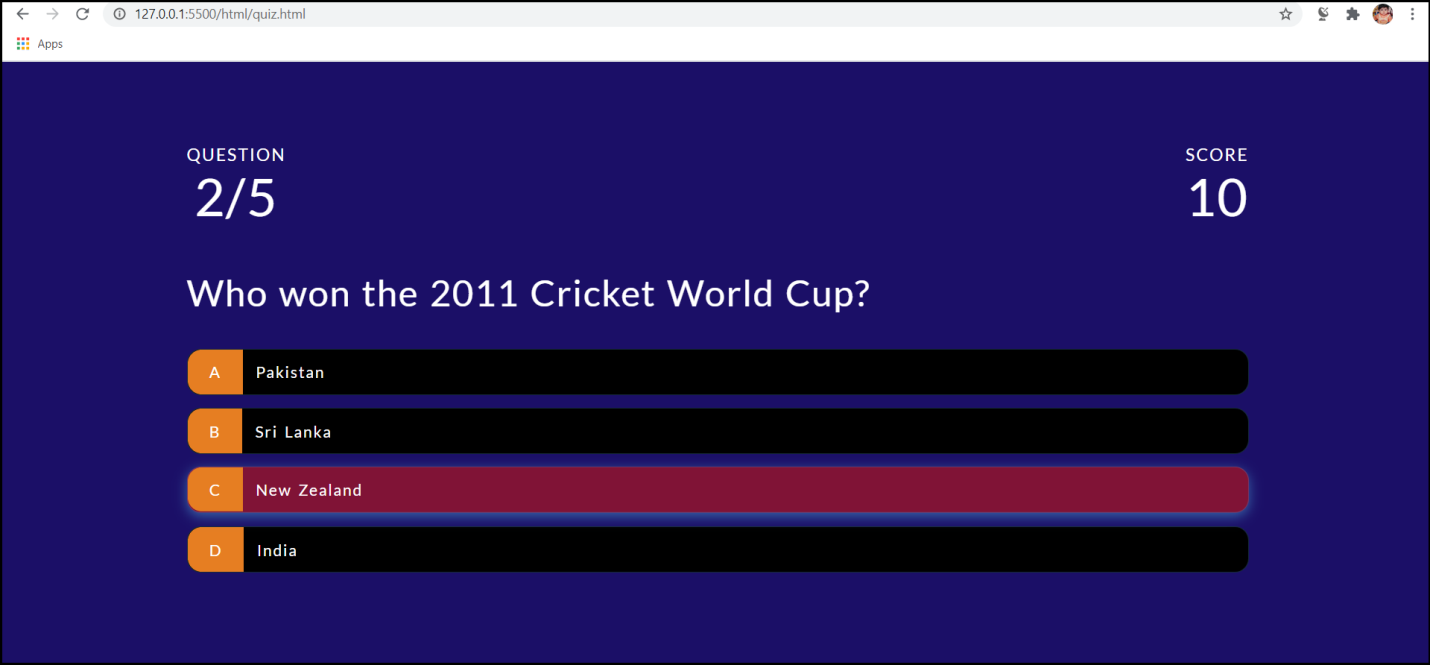 127.0.0.1:5500/html/quiz.html
Apps
QUESTION
2/5
SCORE
10
Who won the 2011 Cricket World Cup?
A Pakistan
B Sri Lanka
C New Zealand
D India